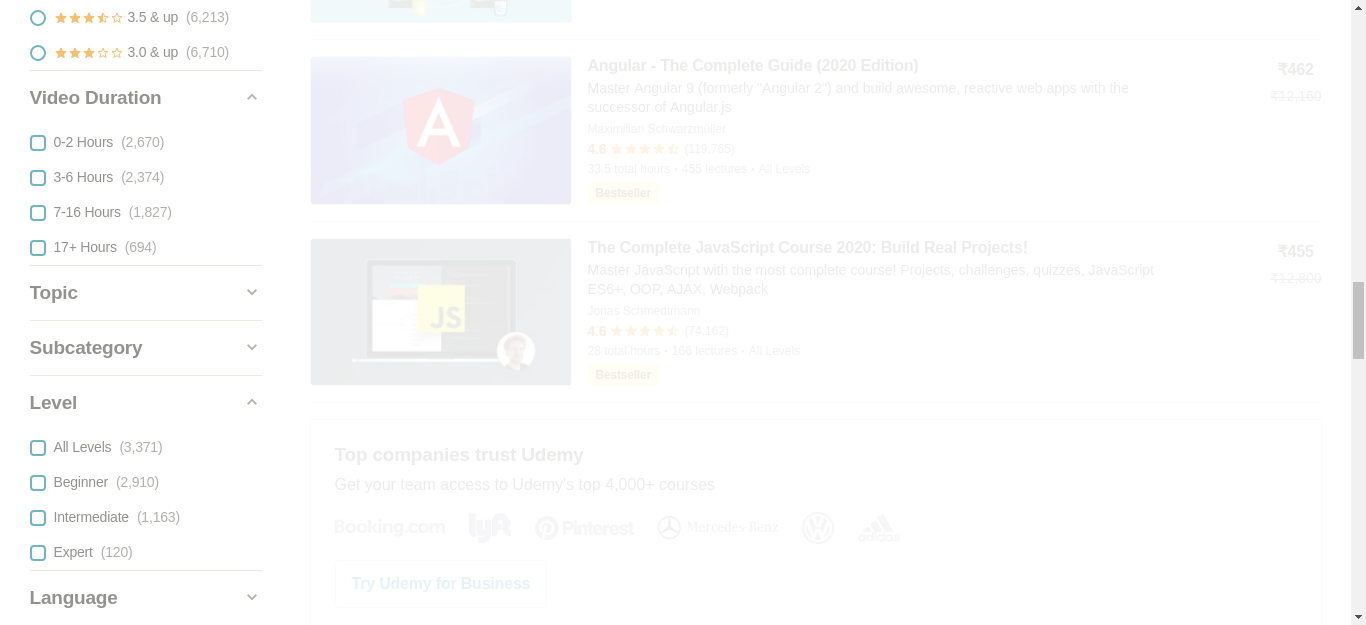 3.5 & up (6,213)
3.0 & up (6,710)
Video Duration
0-2 Hours (2,670)
3-6 Hours (2,374)
7-16 Hours (1,827)
17+ Hours (694)
Topic
Subcategory
Level
All Levels (3,371)
Beginner (2,910)
Intermediate (1,163)
Expert (120)
Language
Angular - The Complete Guide (2020 Edition)
Master Angular 9 (formerly "Angular 2") and build awesome, reactive web apps with the
successor of Angular.js
Maximilian Schwarzmüller
4.6 (119,765)
33.5 total hours • 455 lectures • All Levels
Bestseller
₹462
₹12,160
A
The Complete JavaScript Course 2020: Build Real Projects!
Master JavaScript with the most complete course! Projects, challenges, quizzes, JavaScript
ES6+, OOP, AJAX, Webpack
Jonas Schmedtmann
4.6 (74,162)
28 total hours • 166 lectures • All Levels
Bestseller
₹455
₹12,800
JS
Top companies trust Udemy
Get your team access to Udemy's top 4,000+ courses
Booking.com lyft Pinterest Mercedes-Benz adidas
Try Udemy for Business